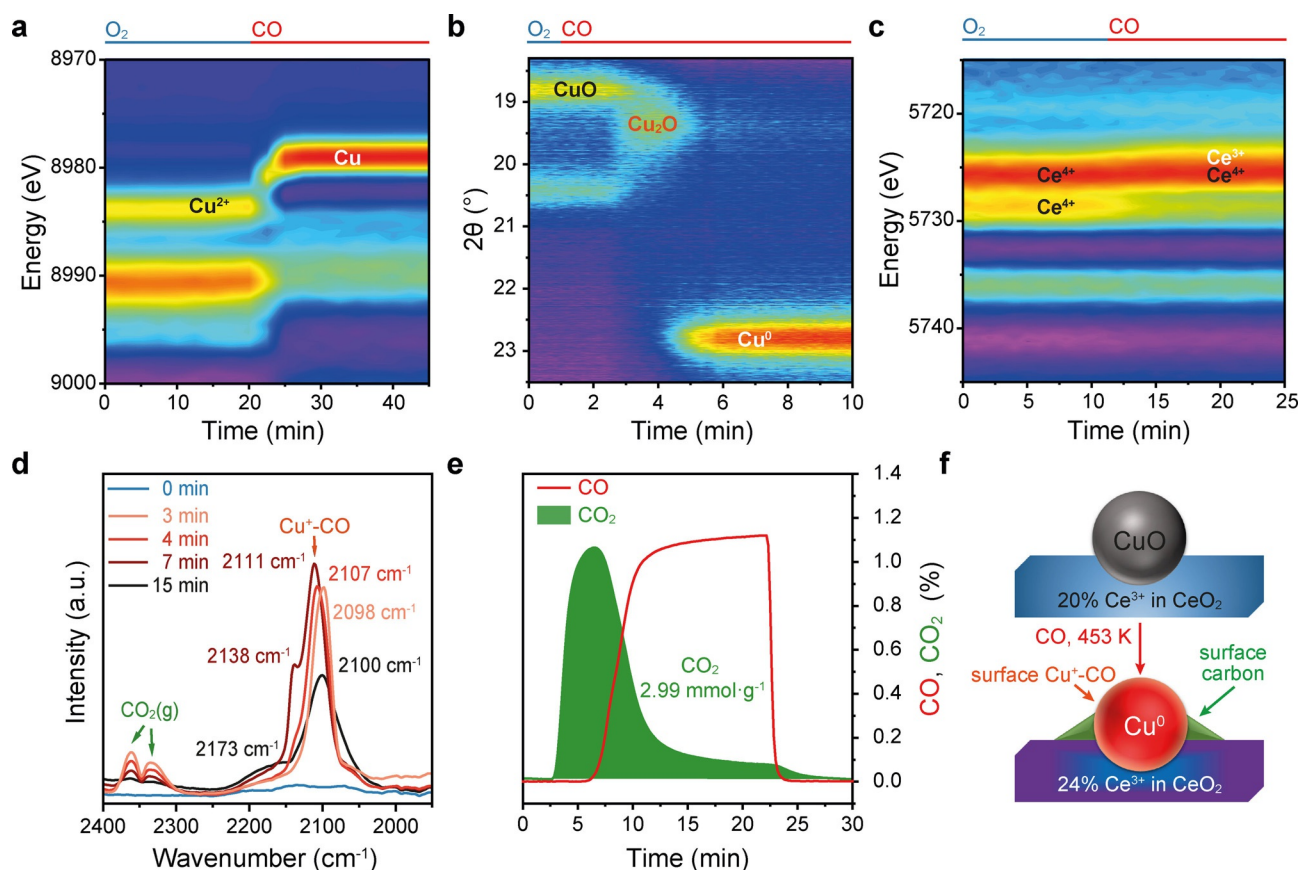 a
O₂
CO
8970
8980
8990
9000
Energy (eV)
Cu²⁺
Cu
0
10
20
30
40
Time (min)
b
O₂
CO
19
20
21
22
23
2θ (°)
CuO
Cu₂O
Cu⁰
0
2
4
6
8
10
Time (min)
c
O₂
CO
5720
5730
5740
Energy (eV)
Ce⁴⁺
Ce⁴⁺
Ce³⁺
Ce⁴⁺
0
5
10
15
20
25
Time (min)
d
0 min
3 min
4 min
7 min
15 min
Cu⁺-CO
2111 cm⁻¹
2107 cm⁻¹
2098 cm⁻¹
2138 cm⁻¹
2100 cm⁻¹
2173 cm⁻¹
CO₂(g)
Intensity (a.u.)
2400
2300
2200
2100
2000
Wavenumber (cm⁻¹)
e
CO
CO₂
CO₂
2.99 mmol·g⁻¹
1.4
1.2
1.0
0.8
0.6
0.4
0.2
0.0
CO, CO₂ (%)
0
5
10
15
20
25
30
Time (min)
f
CuO
20% Ce³⁺ in CeO₂
CO, 453 K
surface Cu⁺-CO
surface
carbon
Cu⁰
24% Ce³⁺ in CeO₂